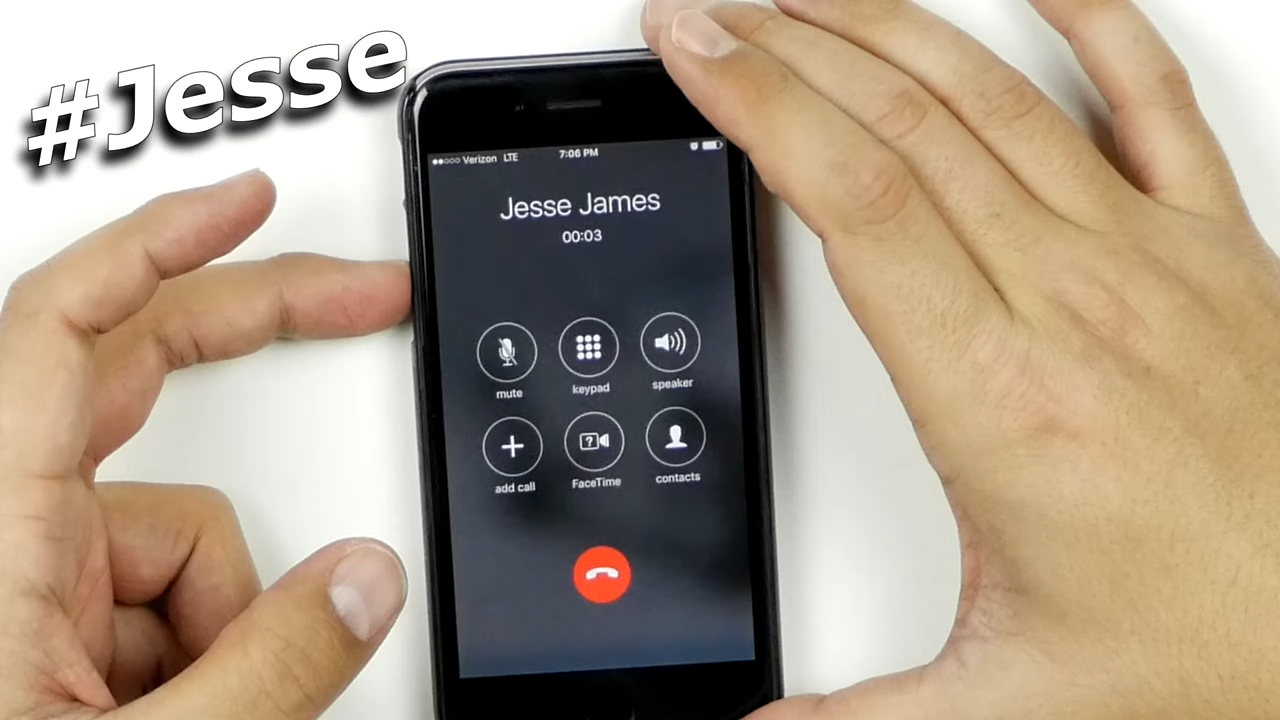 #Jesse
Verizon LTE 7:06 PM
Jesse James
00:03
mute keypad speaker
?
add call FaceTime contacts